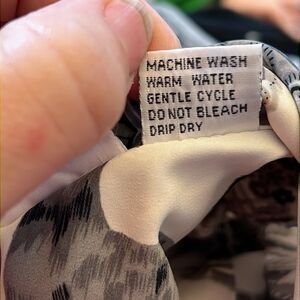 MACHINE WASH
WARM WATER
GENTLE CYCLE
DO NOT BLEACH
DRIP DRY